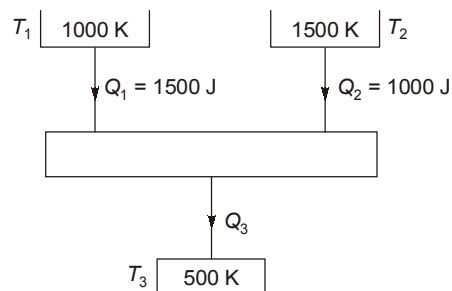 T₁ 1000 K 1500 K T₂
Q₁ = 1500 J Q₂ = 1000 J
Q₃
T₃ 500 K